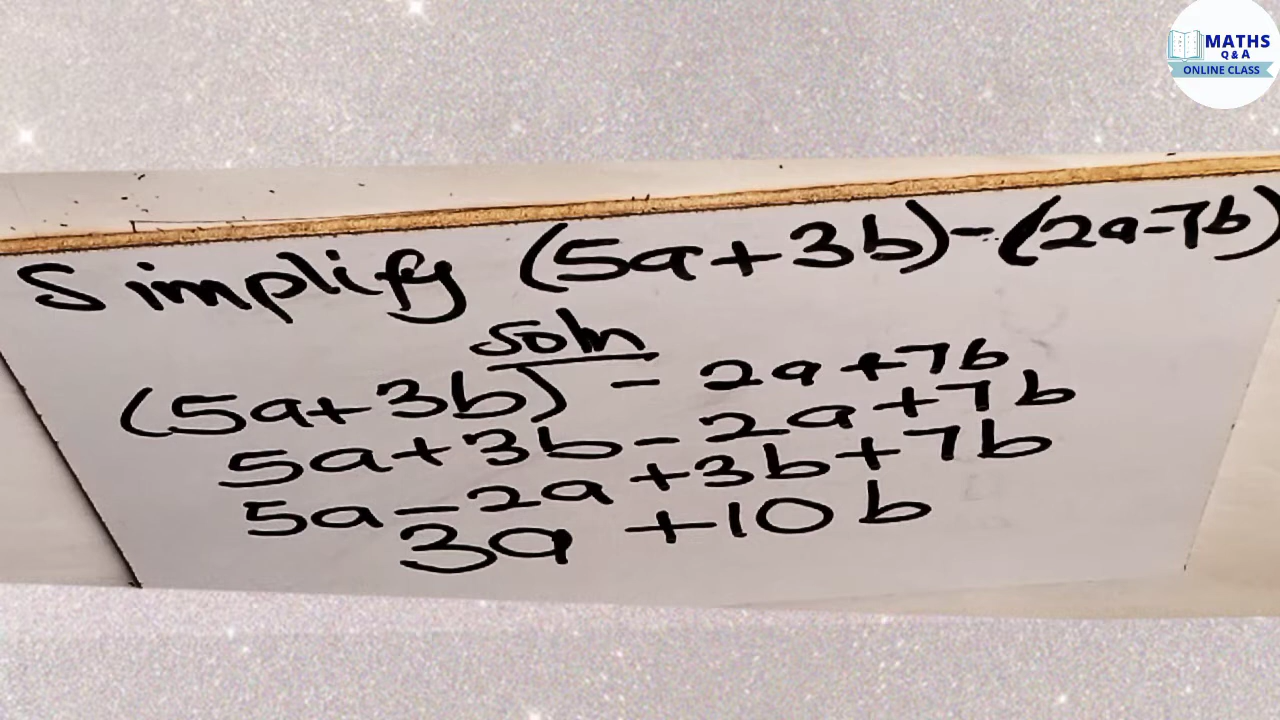 MATHS
Q & A
ONLINE CLASS
Simplify (5a+3b)-(2a-7b)
Soln
(5a+3b) - 2a+7b
5a+3b-2a+7b
5a-2a+3b+7b
3a+10b